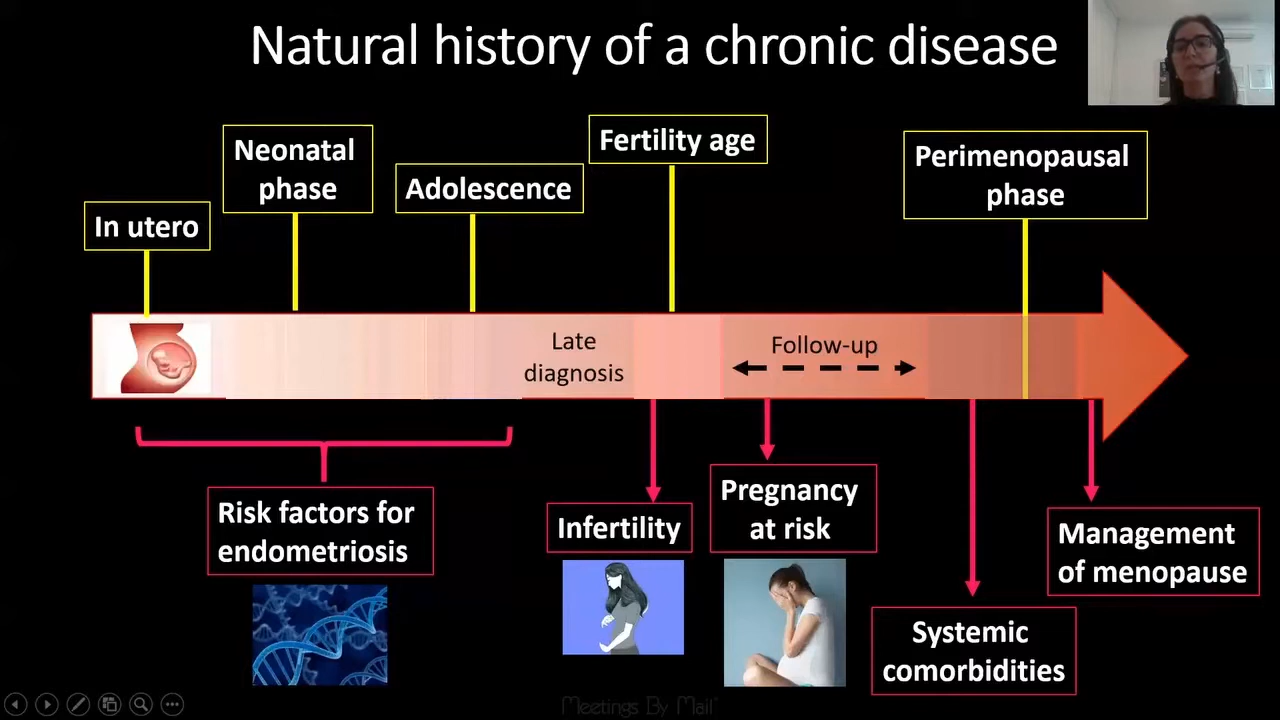 Natural history of a chronic disease
Fertility age
Neonatal
phase
Perimenopausal
phase
Adolescence
In utero
Late
diagnosis
Follow-up
Risk factors for
endometriosis
Infertility
Pregnancy
at risk
Management
of menopause
Systemic
comorbidities
Meetings By Mail